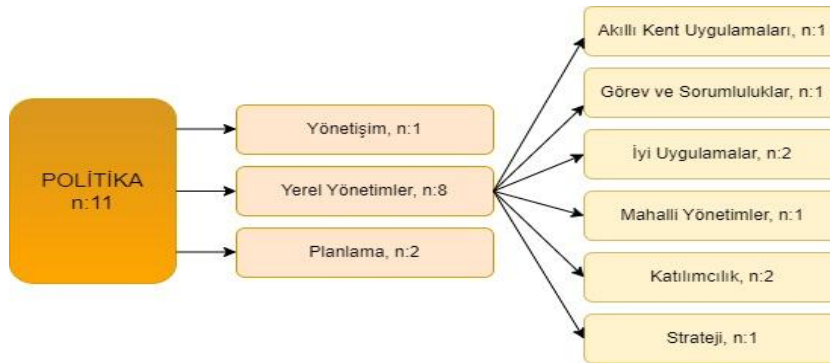 POLİTİKA
n:11
Yönetişim, n:1
Yerel Yönetimler, n:8
Planlama, n:2
Akıllı Kent Uygulamaları, n:1
Görev ve Sorumluluklar, n:1
İyi Uygulamalar, n:2
Mahalli Yönetimler, n:1
Katılımcılık, n:2
Strateji, n:1